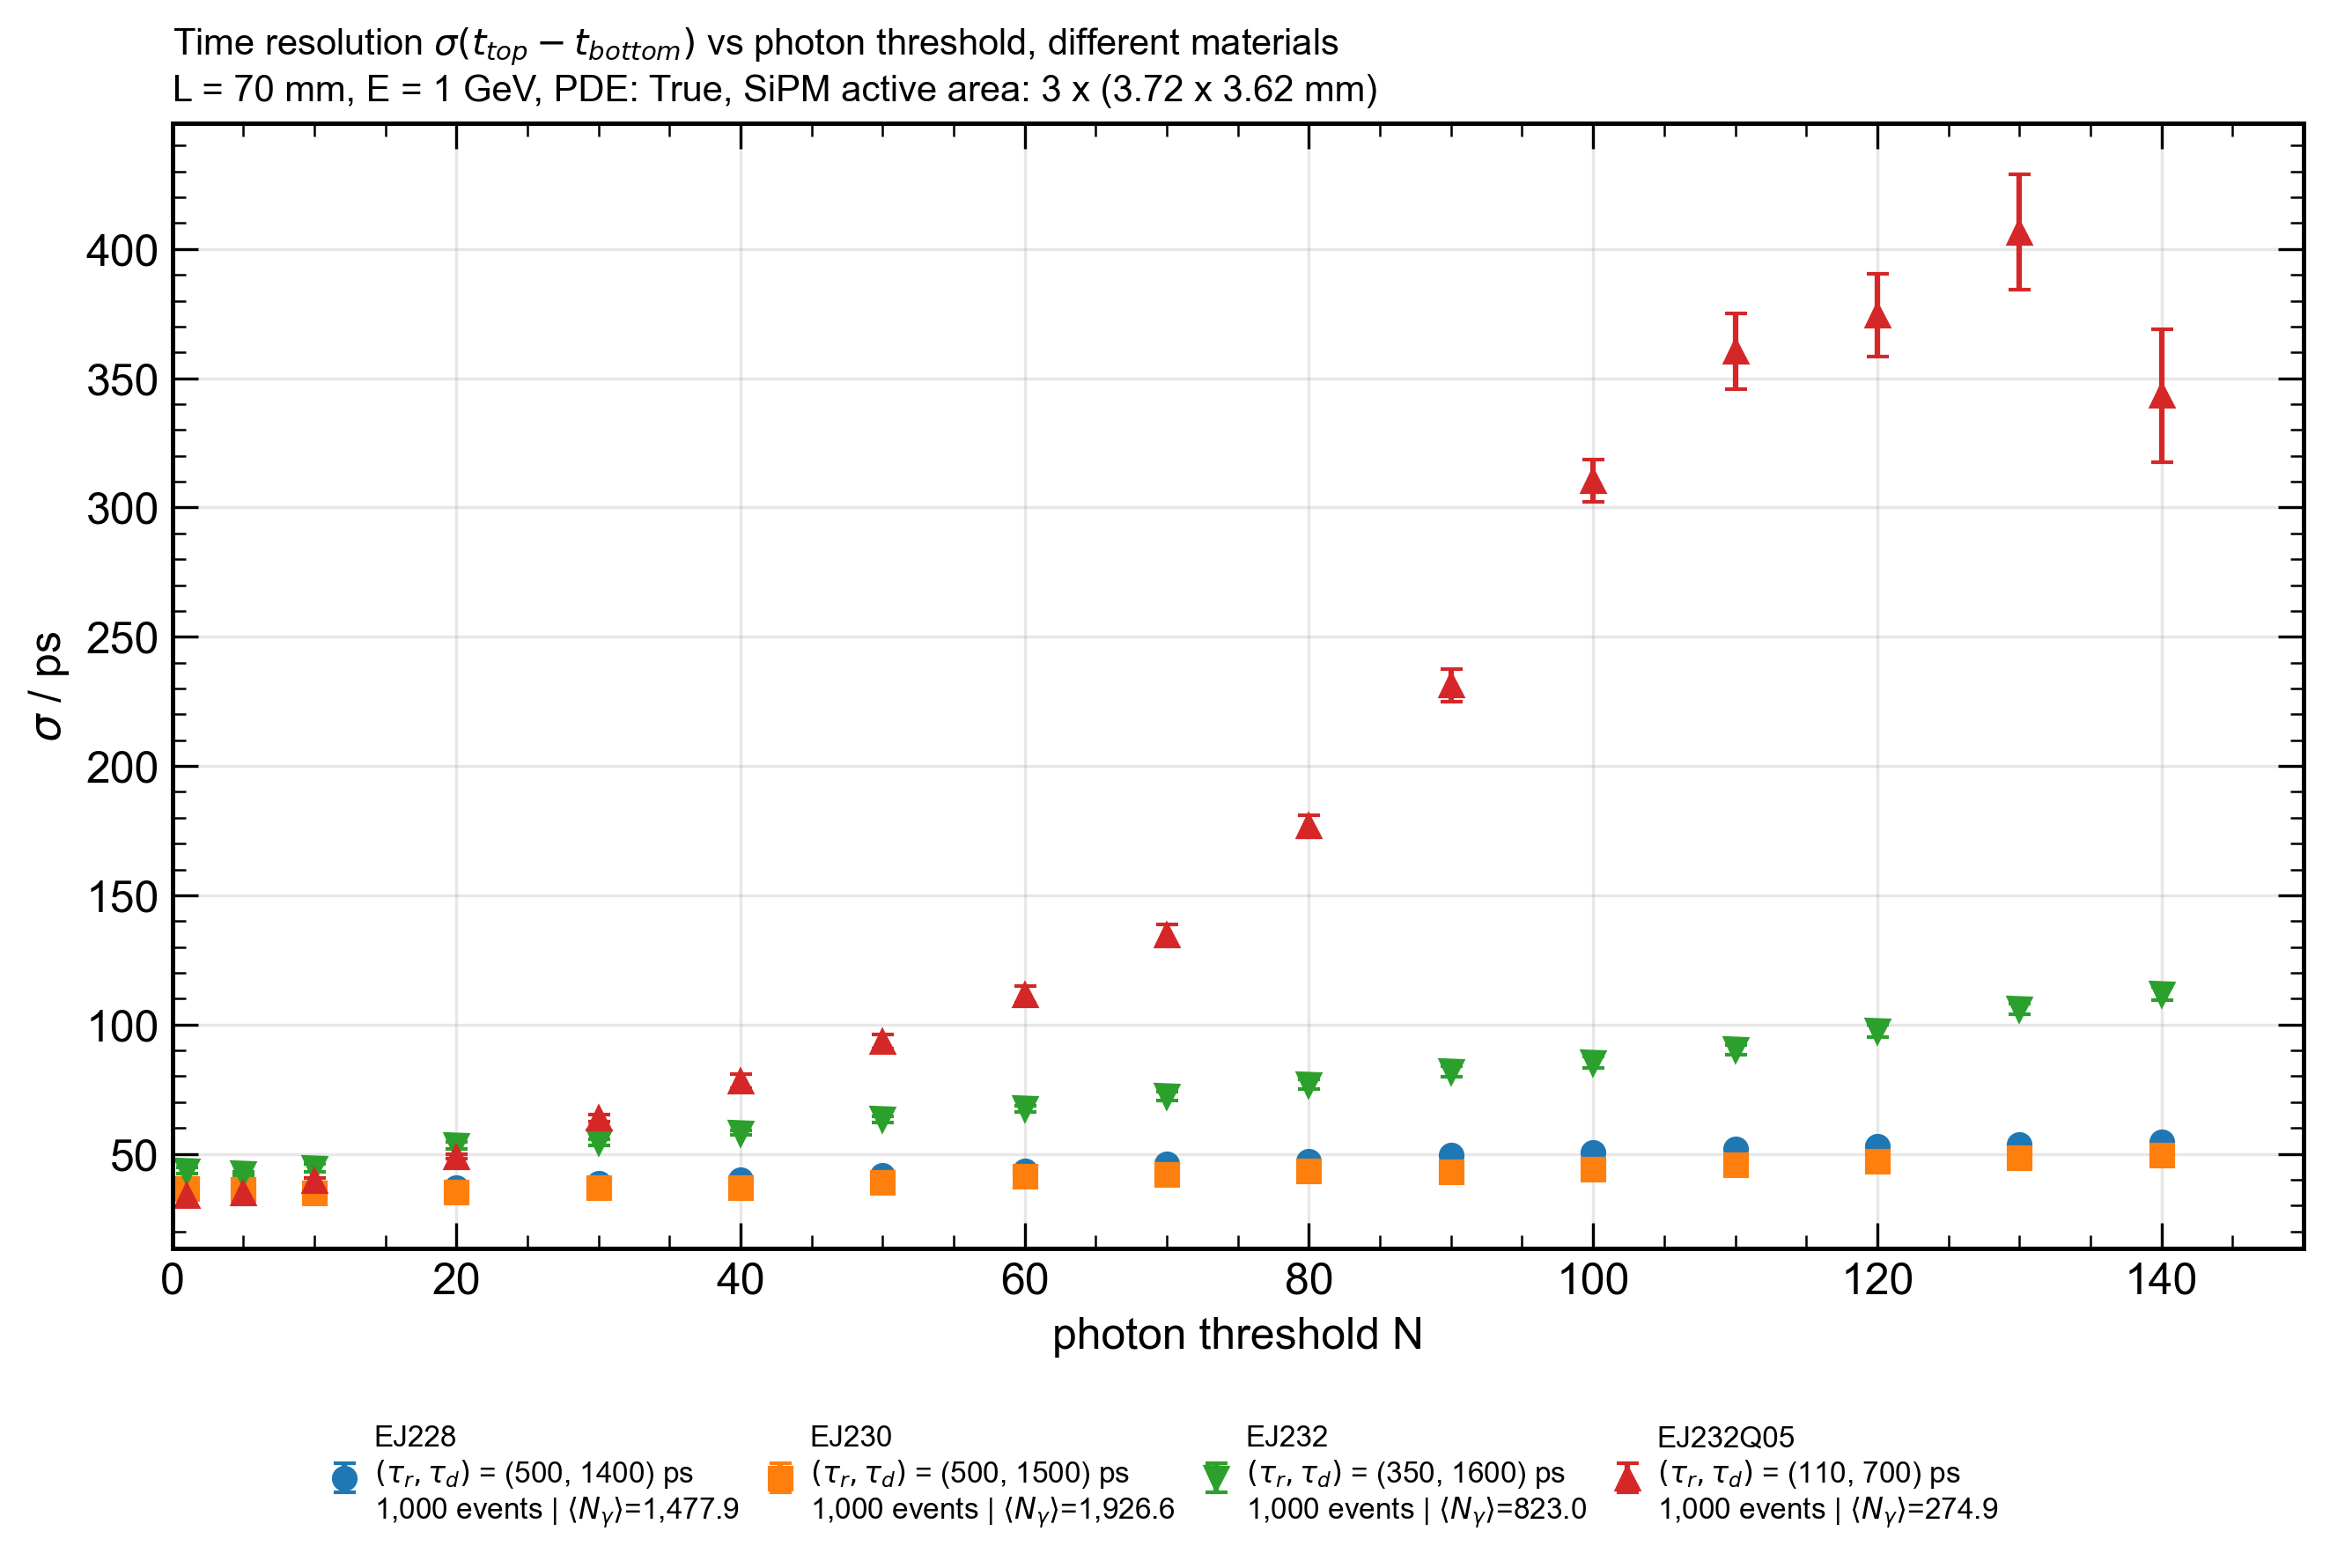 Time resolution σ(t_top − t_bottom) vs photon threshold, different materials
L = 70 mm, E = 1 GeV, PDE: True, SiPM active area: 3 x (3.72 x 3.62 mm)
400
350
300
250
200
150
100
50
σ / ps
0 20 40 60 80 100 120 140
photon threshold N
EJ228
(τ_r, τ_d) = (500, 1400) ps
1,000 events | ⟨N_γ⟩=1,477.9
EJ230
(τ_r, τ_d) = (500, 1500) ps
1,000 events | ⟨N_γ⟩=1,926.6
EJ232
(τ_r, τ_d) = (350, 1600) ps
1,000 events | ⟨N_γ⟩=823.0
EJ232Q05
(τ_r, τ_d) = (110, 700) ps
1,000 events | ⟨N_γ⟩=274.9